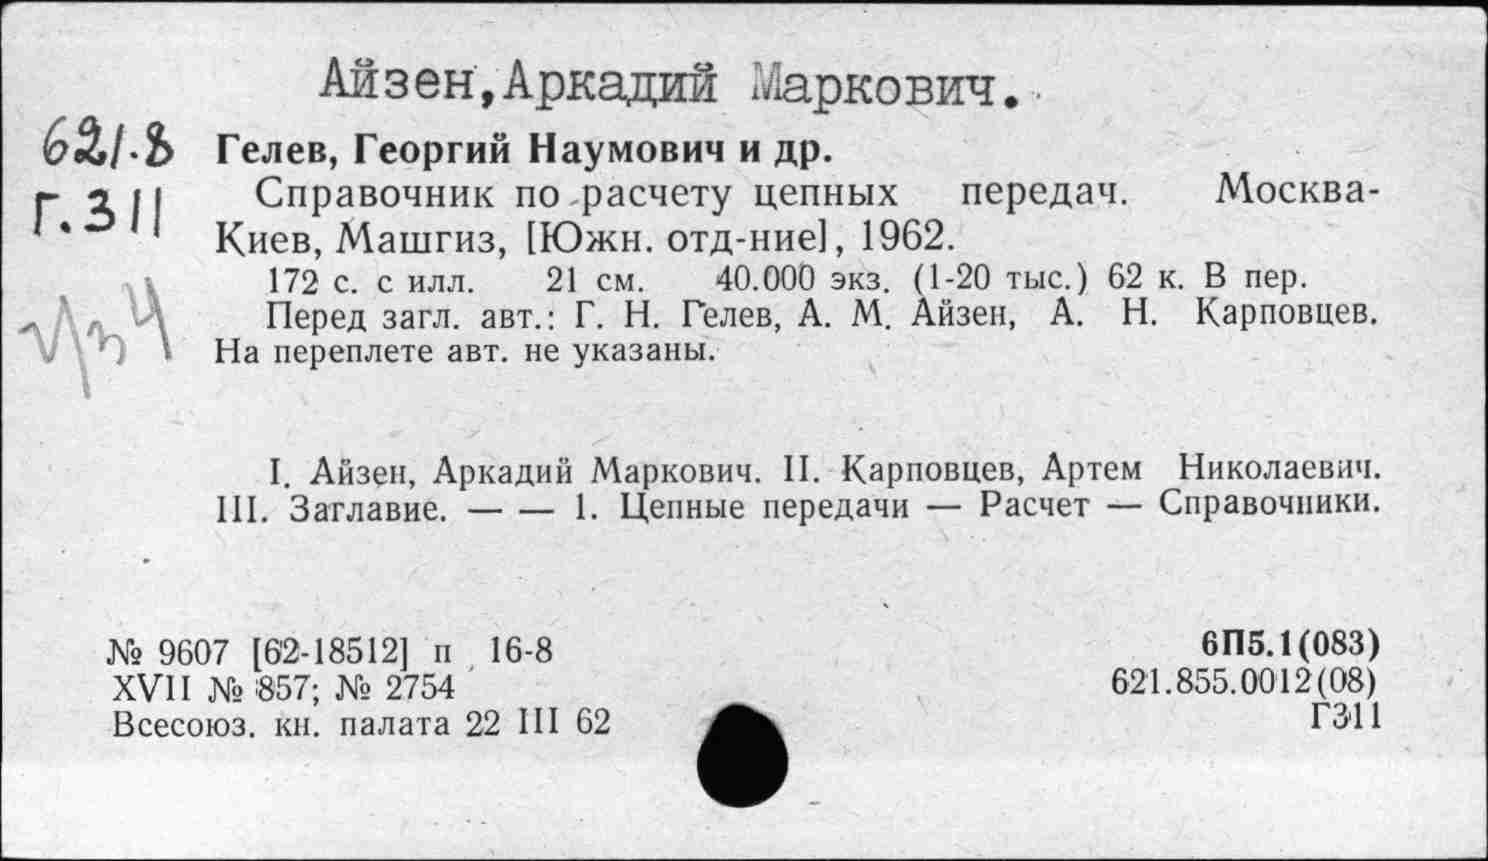 Айзен,Аркадий Маркович.
621.8 Гелев, Георгий Наумович и др.
Г.311 Справочник по расчету цепных передач. Москва-
Киев, Машгиз, [Южн. отд-ние], 1962.
172 с. с илл. 21 см. 40.000 экз. (1-20 тыс.) 62 к. В пер.
Перед загл. авт.: Г. Н. Гелев, А. М. Айзен, А. Н. Карповцев.
На переплете авт. не указаны.
I. Айзен, Аркадий Маркович. II. Карповцев, Артем Николаевич.
III. Заглавие. — — 1. Цепные передачи — Расчет — Справочники.
№ 9607 [62-18512] п 16-8
XVII № 857; № 2754
Всесоюз. кн. палата 22 III 62
6П5.1(083)
621.855.0012(08)
Г311